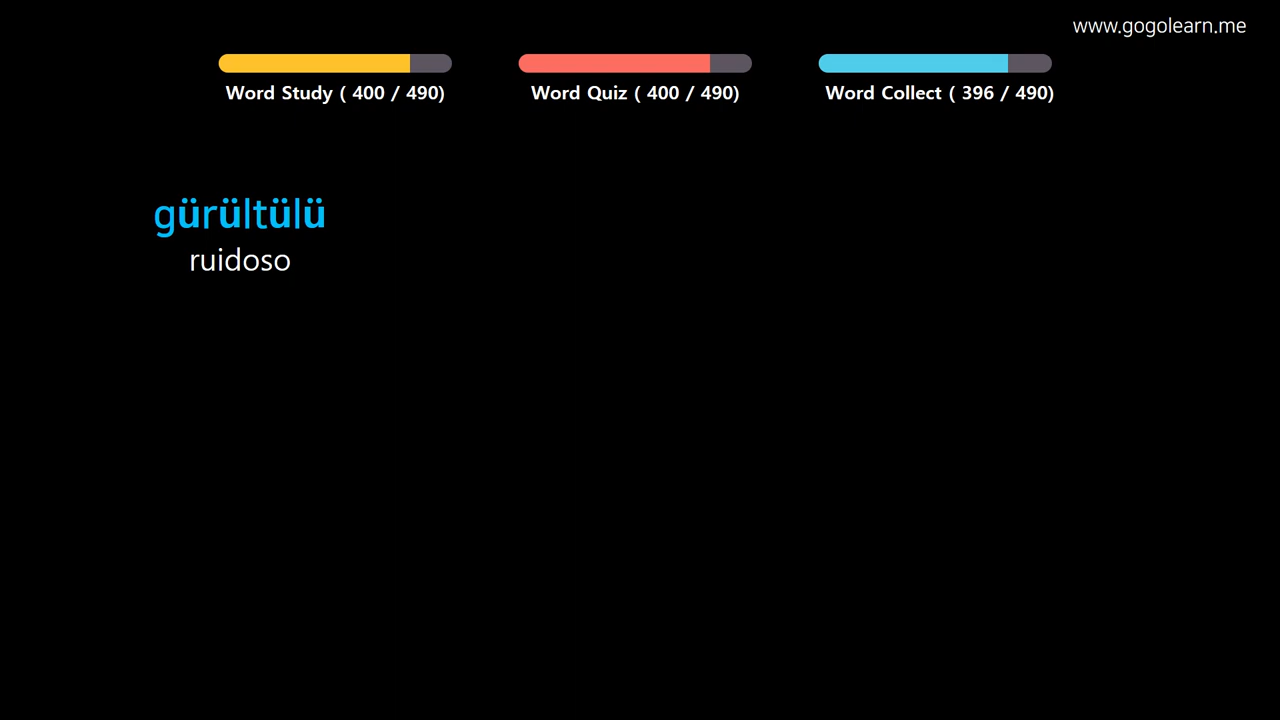 www.gogolearn.me
Word Study ( 400 / 490)
Word Quiz ( 400 / 490)
Word Collect ( 396 / 490)
gürültülü
ruidoso